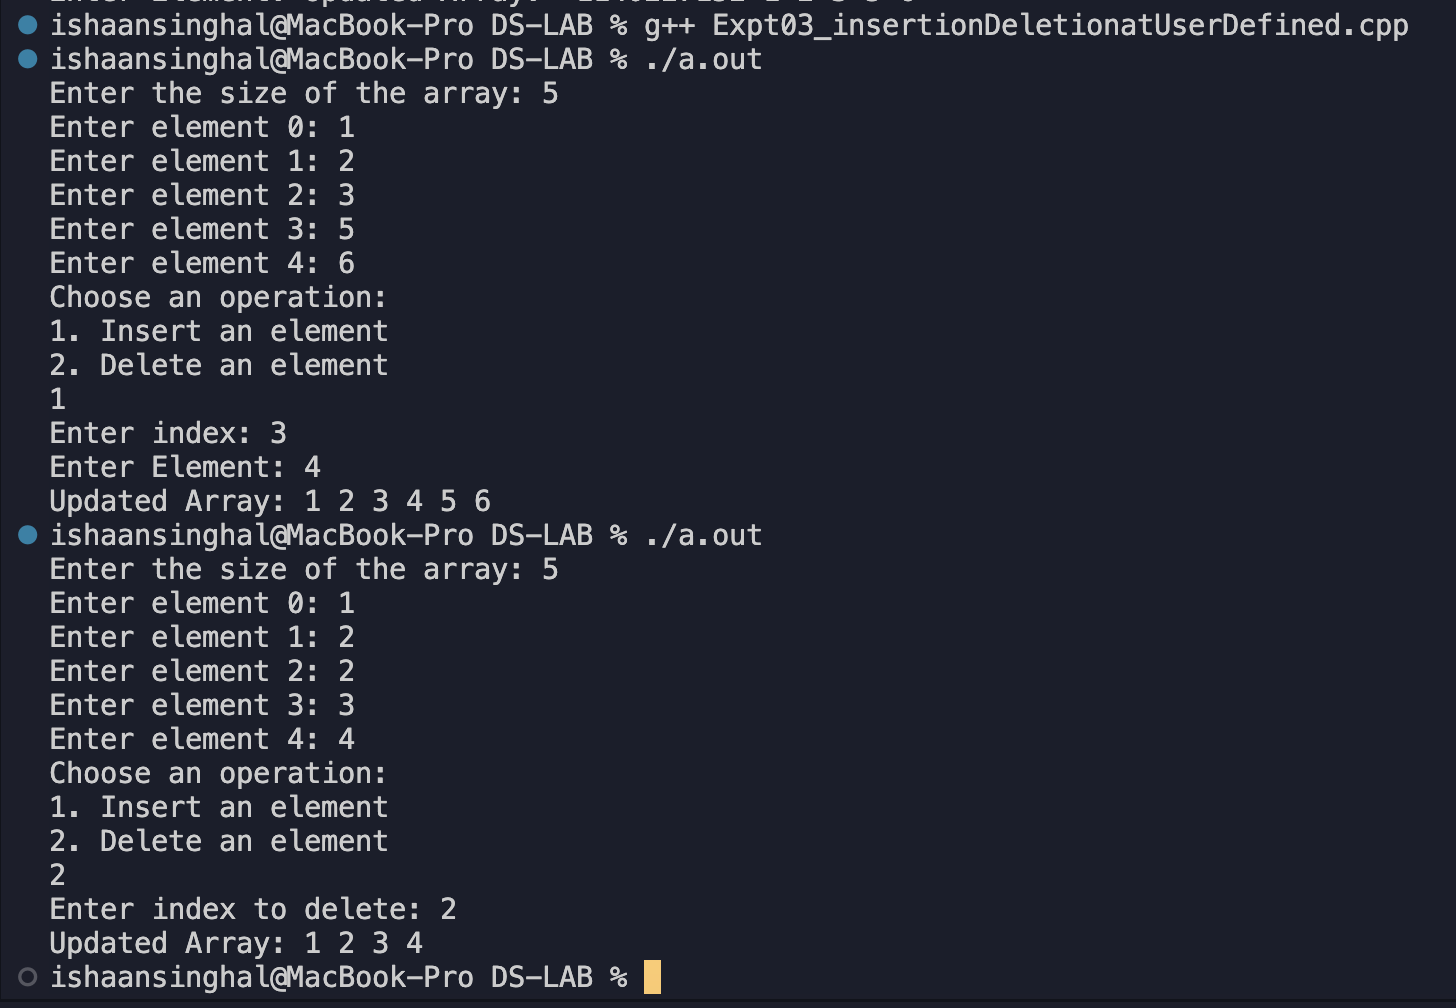 ishaansinghal@MacBook-Pro DS-LAB % g++ Expt03_insertionDeletionatUserDefined.cpp
ishaansinghal@MacBook-Pro DS-LAB % ./a.out
Enter the size of the array: 5
Enter element 0: 1
Enter element 1: 2
Enter element 2: 3
Enter element 3: 5
Enter element 4: 6
Choose an operation:
1. Insert an element
2. Delete an element
1
Enter index: 3
Enter Element: 4
Updated Array: 1 2 3 4 5 6
ishaansinghal@MacBook-Pro DS-LAB % ./a.out
Enter the size of the array: 5
Enter element 0: 1
Enter element 1: 2
Enter element 2: 2
Enter element 3: 3
Enter element 4: 4
Choose an operation:
1. Insert an element
2. Delete an element
2
Enter index to delete: 2
Updated Array: 1 2 3 4
ishaansinghal@MacBook-Pro DS-LAB %